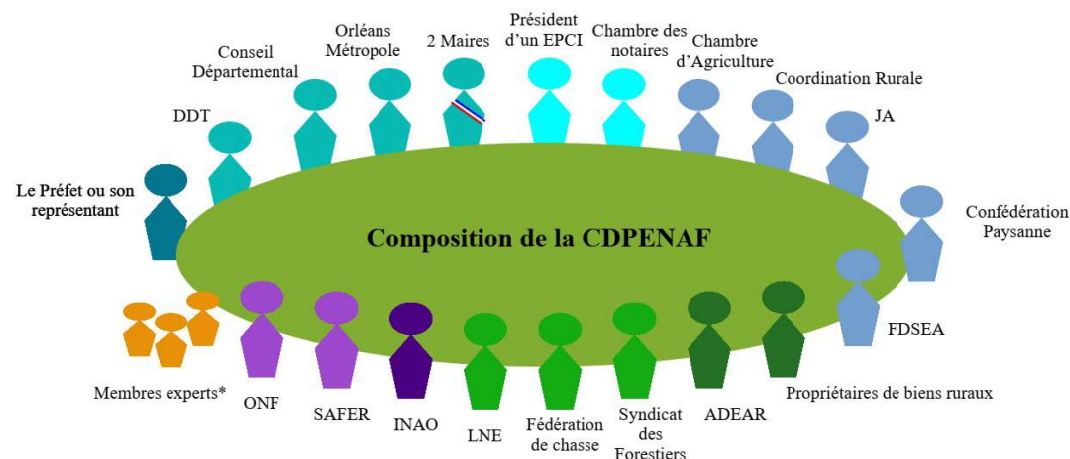 Président
d'un EPCI
Orléans
Métropole
2 Maires
Chambre des
notaires
Chambre
d'Agriculture
Conseil
Départemental
Coordination Rurale
DDT
JA
Le Préfet ou son
représentant
Confédération
Paysanne
Composition de la CDPENAF
FDSEA
Membres experts*
ONF
SAFER
INAO
LNE
Fédération
de chasse
Syndicat
des
Forestiers
ADEAR
Propriétaires de biens ruraux